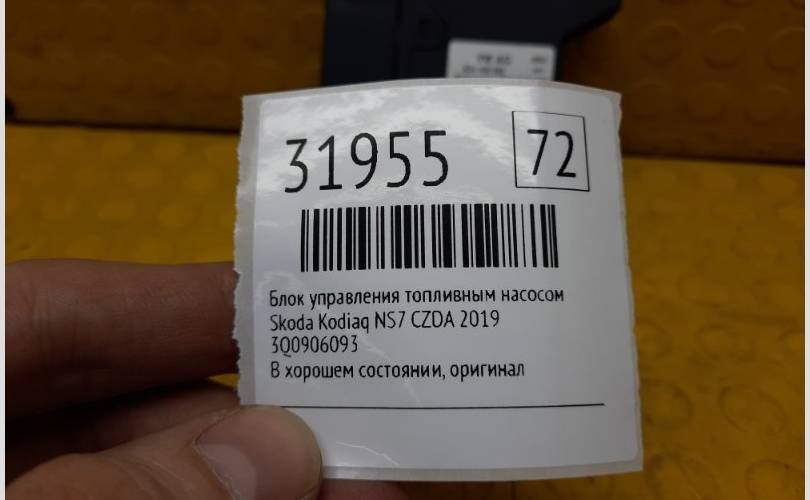 31955
72
Блок управления топливным насосом
Skoda Kodiaq NS7 CZDA 2019
3Q0906093
В хорошем состоянии, оригинал